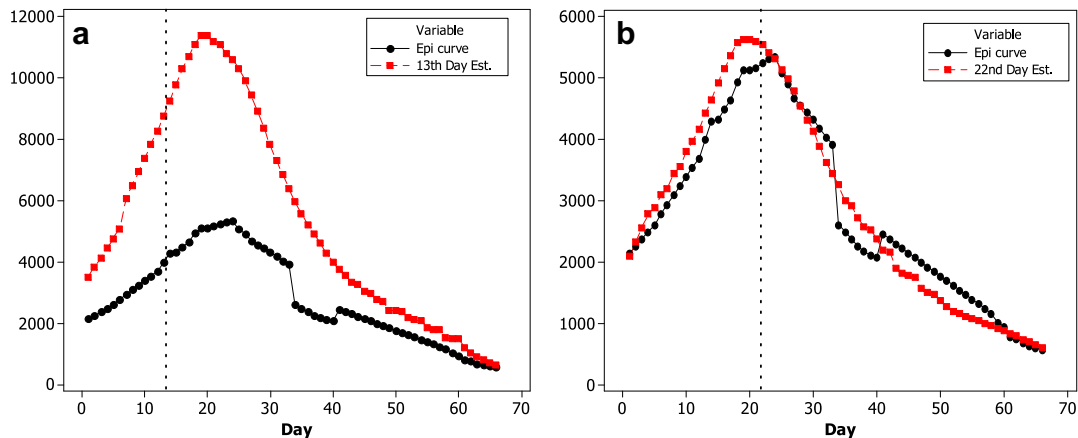 a
Variable
Epi curve
13th Day Est.
12000
10000
8000
6000
4000
2000
0
0 10 20 30 40 50 60 70
Day
b
Variable
Epi curve
22nd Day Est.
6000
5000
4000
3000
2000
1000
0
0 10 20 30 40 50 60 70
Day